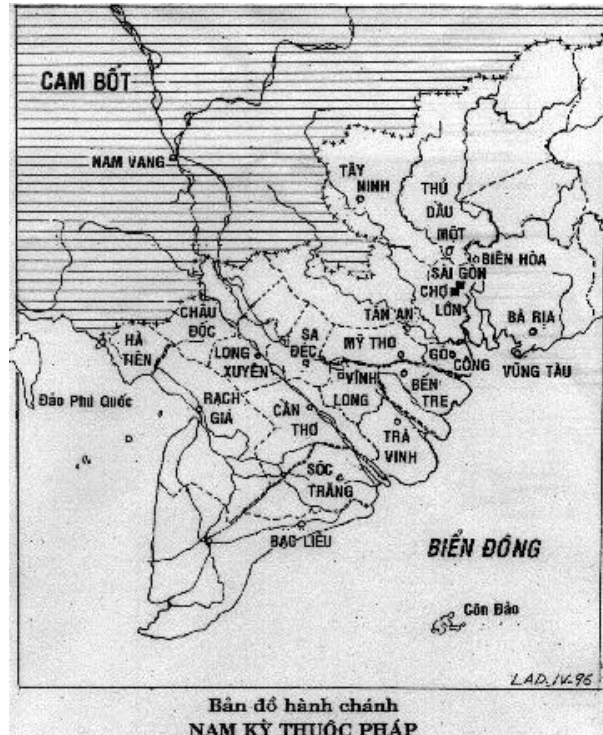 CAM BỐT
NAM VANG
TÂY
NINH
THỦ
DẦU
MỘT
BIÊN HÒA
SÀI GÒN
CHỢ
LỚN
BÀ RỊA
VŨNG TÀU
TÂN AN
MỸ THO
GÒ
CÔNG
CHÂU
ĐỐC
HÀ
TIÊN
LONG
XUYÊN
SA
ĐÉC
VĨNH
LONG
BẾN
TRE
Đảo Phú Quốc
RẠCH
GIÁ
CẦN
THƠ
TRÀ
VINH
SÓC
TRĂNG
BẠC LIÊU
BIỂN ĐÔNG
Côn Đảo
LAD_IV-96
Bản đồ hành chánh
NAM KỲ THUỘC PHÁP